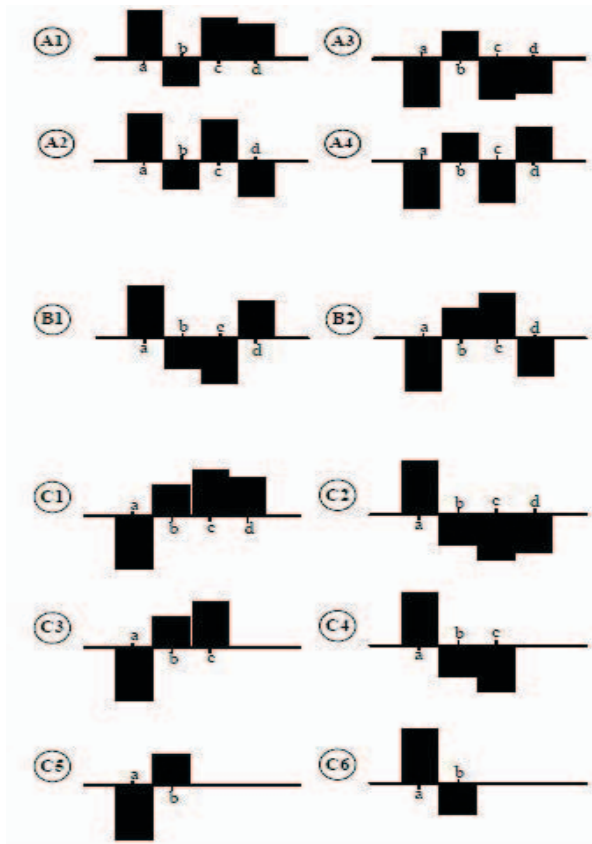 A1 a b c d
A3 a b c d
A2 a b c d
A4 a b c d
B1 a b c d
B2 a b c d
C1 a b c d
C2 a b c d
C3 a b c
C4 a b c
C5 a b
C6 a b